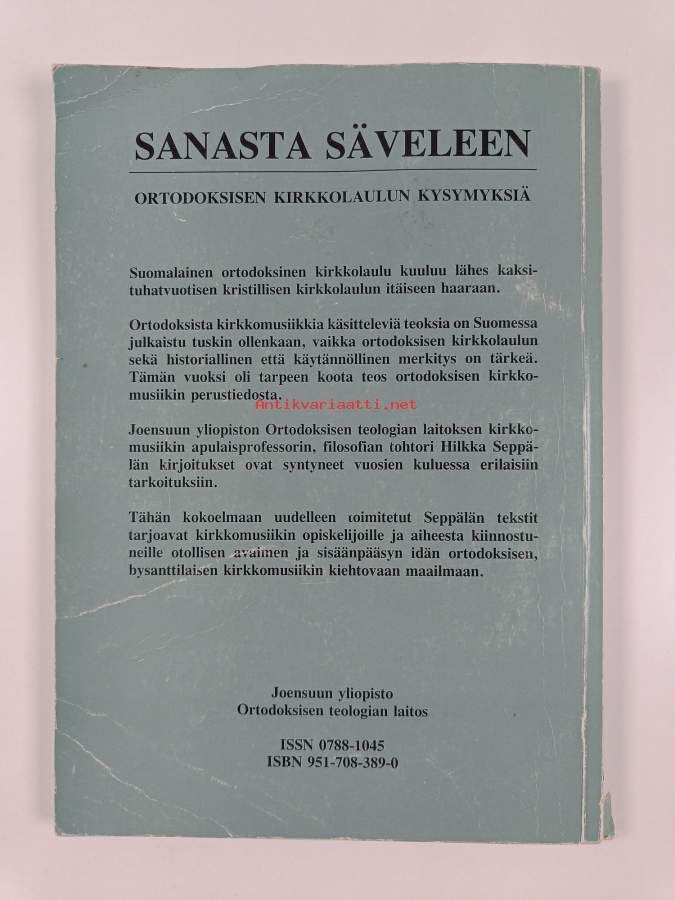 SANASTA SÄVELEEN
ORTODOKSISEN KIRKKOLAULUN KYSYMYKSIÄ
Suomalainen ortodoksinen kirkkolaulu kuuluu lähes kaksi-
tuhatvuotisen kristillisen kirkkolaulun itäiseen haaraan.
Ortodoksista kirkkomusiikkia käsitteleviä teoksia on Suomessa
julkaistu tuskin ollenkaan, vaikka ortodoksisen kirkkolaulun
sekä historiallinen että käytännöllinen merkitys on tärkeä.
Tämän vuoksi oli tarpeen koota teos ortodoksisen kirkko-
musiikin perustiedosta.
Antikvariaatti.net
Joensuun yliopiston Ortodoksisen teologian laitoksen kirkko-
musiikin apulaisprofessorin, filosofian tohtori Hilkka Seppä-
län kirjoitukset ovat syntyneet vuosien kuluessa erilaisiin
tarkoituksiin.
Tähän kokoelmaan uudelleen toimitetut Seppälän tekstit
tarjoavat kirkkomusiikin opiskelijoille ja aiheesta kiinnostu-
neille otollisen avaimen ja sisäänpääsyn idän ortodoksisen,
bysanttilaisen kirkkomusiikin kiehtovaan maailmaan.
Joensuun yliopisto
Ortodoksisen teologian laitos
ISSN 0788-1045
ISBN 951-708-389-0